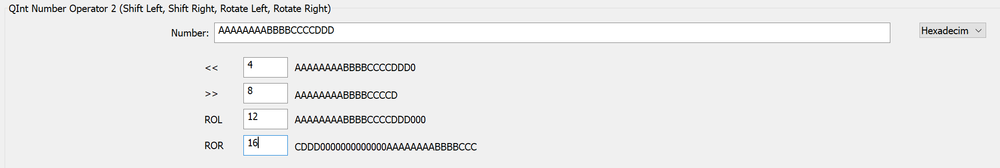 QInt Number Operator 2 (Shift Left, Shift Right, Rotate Left, Rotate Right)
Number: AAAAAAAABBBBCCCCDDD Hexadecim
<< 4 AAAAAAAABBBBCCCCDDD0
>> 8 AAAAAAAABBBBCCCCD
ROL 12 AAAAAAAABBBBCCCCDDD000
ROR 16 CDDD0000000000000AAAAAAAABBBBCCC